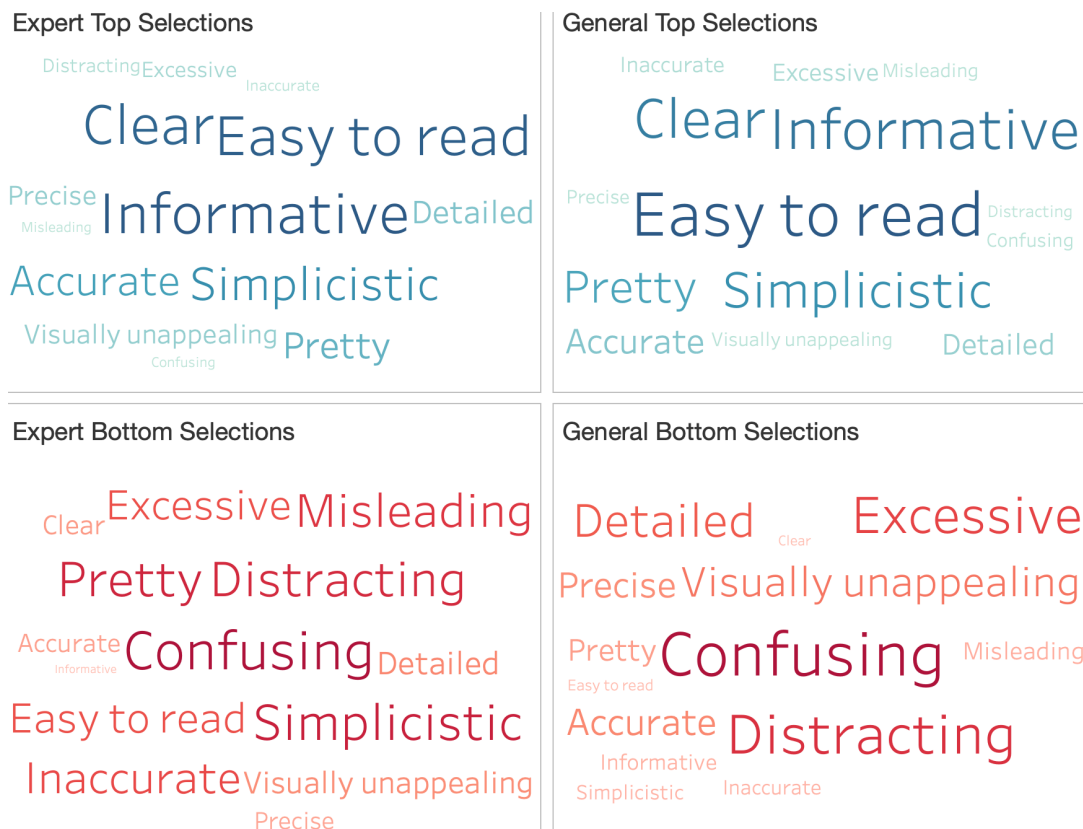 Expert Top Selections
Distracting Excessive
Inaccurate
Clear Easy to read
Precise Informative Detailed
Misleading
Accurate Simplicistic
Visually unappealing Pretty
Confusing
General Top Selections
Inaccurate Excessive Misleading
Clear Informative
Precise Easy to read Distracting
Confusing
Pretty Simplicistic
Accurate Visually unappealing Detailed
Expert Bottom Selections
Clear Excessive Misleading
Pretty Distracting
Accurate Confusing Detailed
Informative
Easy to read Simplicistic
Inaccurate Visually unappealing
Precise
General Bottom Selections
Detailed Clear Excessive
Precise Visually unappealing
Pretty Confusing Misleading
Easy to read
Accurate Distracting
Informative
Simplicistic Inaccurate